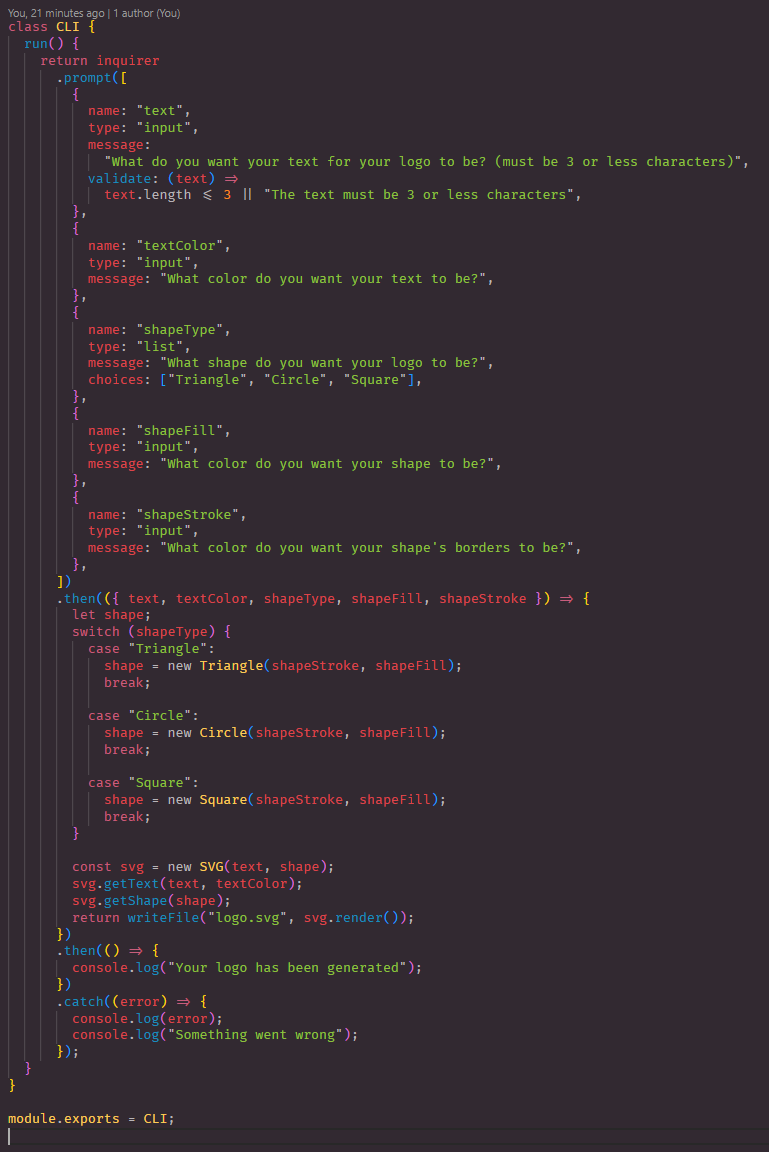 You, 21 minutes ago | 1 author (You)
class CLI {
  run() {
    return inquirer
      .prompt([
        {
          name: "text",
          type: "input",
          message:
            "What do you want your text for your logo to be? (must be 3 or less characters)",
          validate: (text) =>
            text.length <= 3 || "The text must be 3 or less characters",
        },
        {
          name: "textColor",
          type: "input",
          message: "What color do you want your text to be?",
        },
        {
          name: "shapeType",
          type: "list",
          message: "What shape do you want your logo to be?",
          choices: ["Triangle", "Circle", "Square"],
        },
        {
          name: "shapeFill",
          type: "input",
          message: "What color do you want your shape to be?",
        },
        {
          name: "shapeStroke",
          type: "input",
          message: "What color do you want your shape's borders to be?",
        },
      ])
      .then(({ text, textColor, shapeType, shapeFill, shapeStroke }) => {
        let shape;
        switch (shapeType) {
          case "Triangle":
            shape = new Triangle(shapeStroke, shapeFill);
            break;

          case "Circle":
            shape = new Circle(shapeStroke, shapeFill);
            break;

          case "Square":
            shape = new Square(shapeStroke, shapeFill);
            break;
        }

        const svg = new SVG(text, shape);
        svg.getText(text, textColor);
        svg.getShape(shape);
        return writeFile("logo.svg", svg.render());
      })
      .then(() => {
        console.log("Your logo has been generated");
      })
      .catch((error) => {
        console.log(error);
        console.log("Something went wrong");
      });
  }
}

module.exports = CLI;